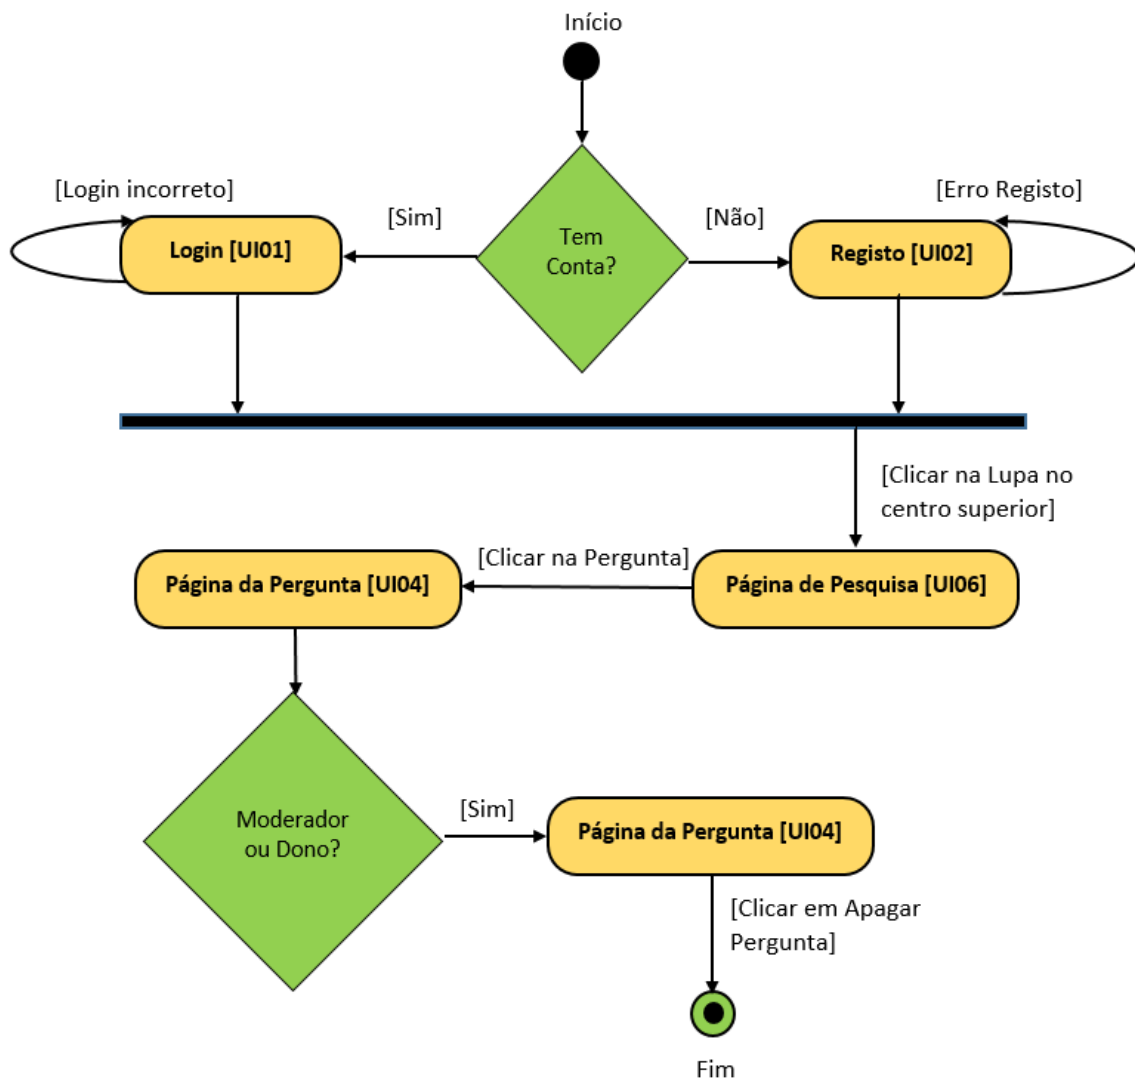 Início
[Login incorreto]
[Sim]
[Não]
[Erro Registo]
Login [UI01]
Tem
Conta?
Registo [UI02]
[Clicar na Lupa no
centro superior]
[Clicar na Pergunta]
Página da Pergunta [UI04]
Página de Pesquisa [UI06]
Moderador
ou Dono?
[Sim]
Página da Pergunta [UI04]
[Clicar em Apagar
Pergunta]
Fim